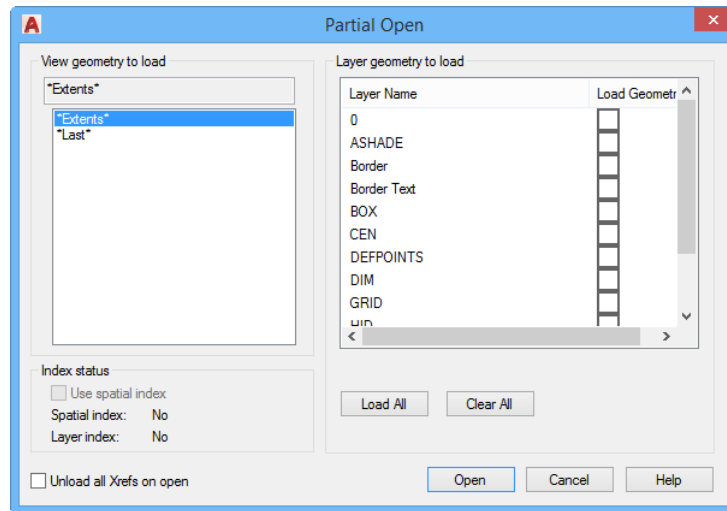 Partial Open
View geometry to load
*Extents*
*Extents*
*Last*
Index status
Use spatial index
Spatial index: No
Layer index: No
Unload all Xrefs on open
Layer geometry to load
Layer Name Load Geometr
0
ASHADE
Border
Border Text
BOX
CEN
DEFPOINTS
DIM
GRID
HID
Load All Clear All
Open Cancel Help